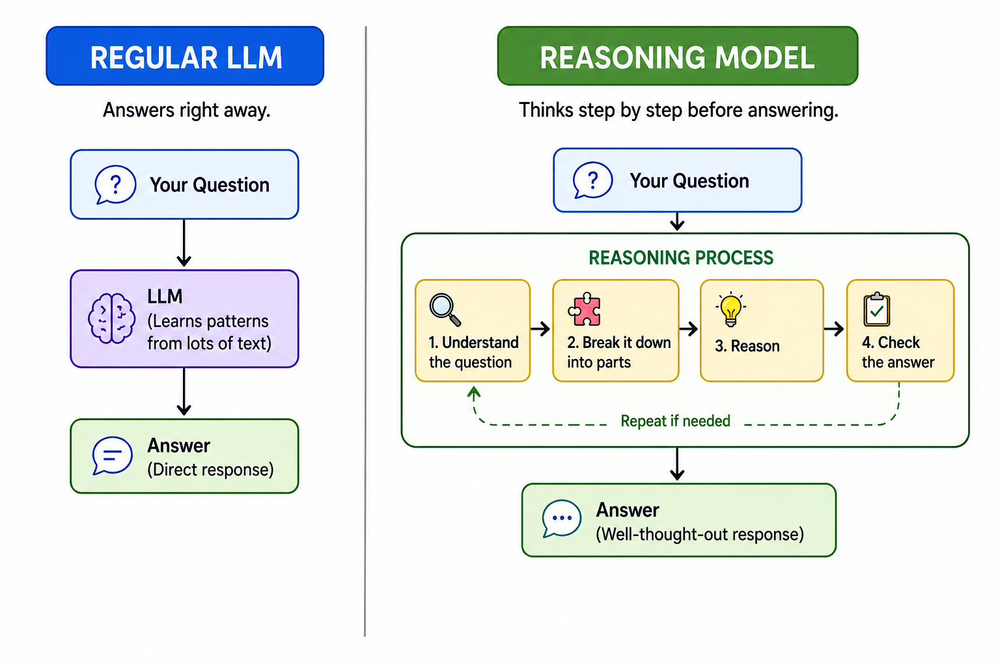 REGULAR LLM
Answers right away.
?
Your Question
LLM
(Learns patterns
from lots of text)
Answer
(Direct response)
REASONING MODEL
Thinks step by step before answering.
?
Your Question
REASONING PROCESS
1. Understand
the question
2. Break it down
into parts
3. Reason
4. Check
the answer
Repeat if needed
Answer
(Well-thought-out response)